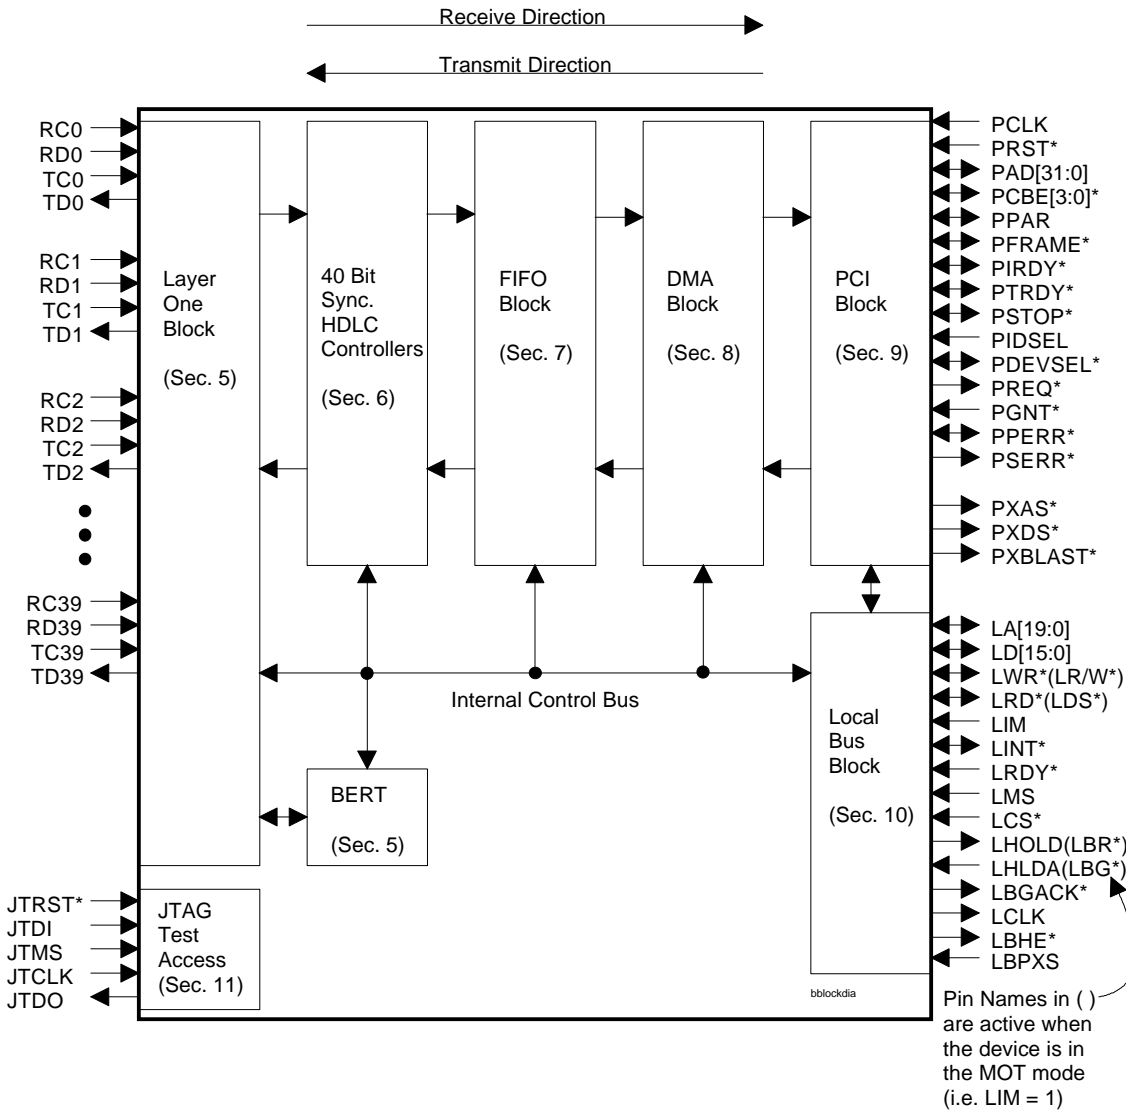 Receive Direction
Transmit Direction
RC0
RD0
TC0
TD0
RC1
RD1
TC1
TD1
RC2
RD2
TC2
TD2
RC39
RD39
TC39
TD39
JTRST*
JTDI
JTMS
JTCLK
JTDO
Layer
One
Block
(Sec. 5)
40 Bit
Sync.
HDLC
Controllers
(Sec. 6)
FIFO
Block
(Sec. 7)
DMA
Block
(Sec. 8)
PCI
Block
(Sec. 9)
Internal Control Bus
BERT
(Sec. 5)
JTAG
Test
Access
(Sec. 11)
Local
Bus
Block
(Sec. 10)
bblockdia
PCLK
PRST*
PAD[31:0]
PCBE[3:0]*
PPAR
PFRAME*
PIRDY*
PTRDY*
PSTOP*
PIDSEL
PDEVSEL*
PREQ*
PGNT*
PPERR*
PSERR*
PXAS*
PXDS*
PXBLAST*
LA[19:0]
LD[15:0]
LWR*(LR/W*)
LRD*(LDS*)
LIM
LINT*
LRDY*
LMS
LCS*
LHOLD(LBR*)
LHLDA(LBG*)
LBGACK*
LCLK
LBHE*
LBPXS
Pin Names in ( )
are active when
the device is in
the MOT mode
(i.e. LIM = 1)